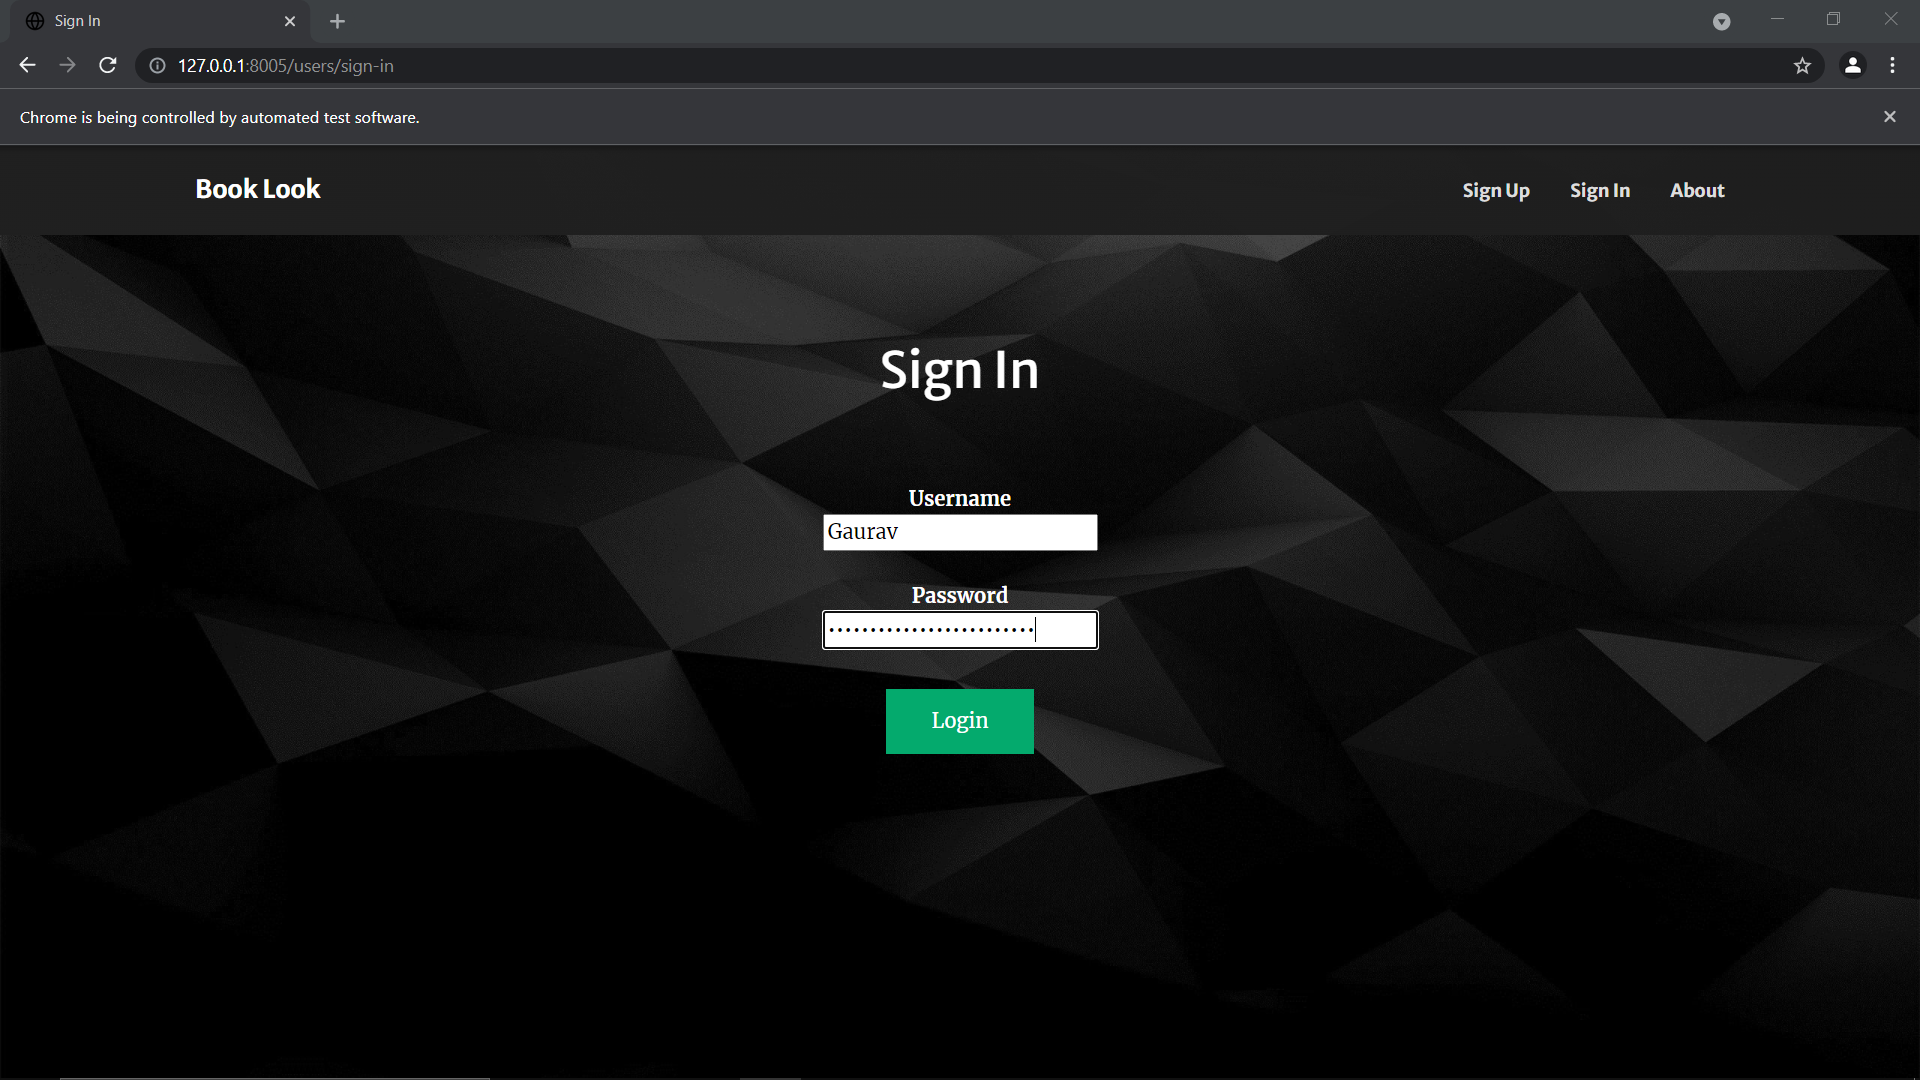 Sign In
127.0.0.1:8005/users/sign-in
Chrome is being controlled by automated test software.
Book Look
Sign Up
Sign In
About
Sign In
Username
Gaurav
Password
•••••••••••••••••••••••••
Login